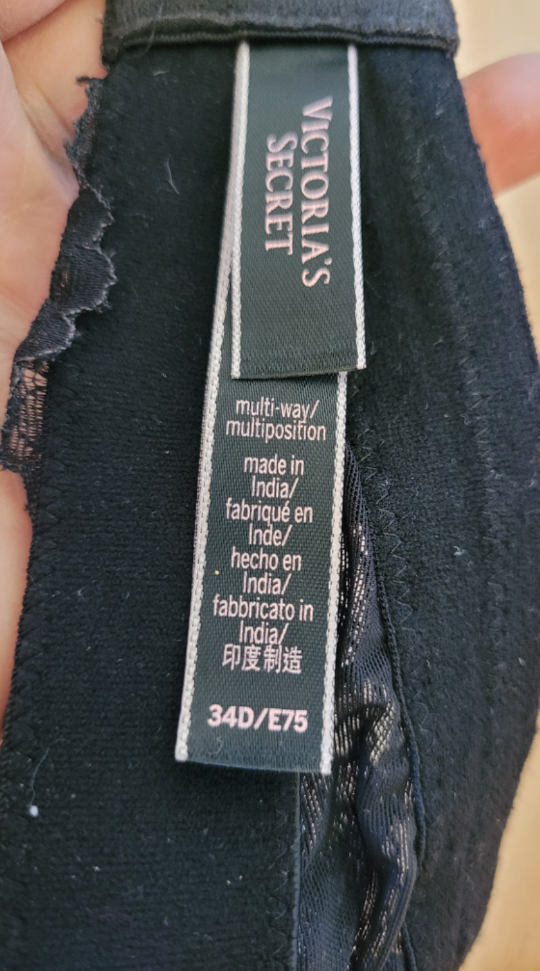 VICTORIA'S
SECRET
multi-way/
multiposition
made in
India/
fabriqué en
Inde/
hecho en
India/
fabbricato in
India/
印度制造
34D/E75